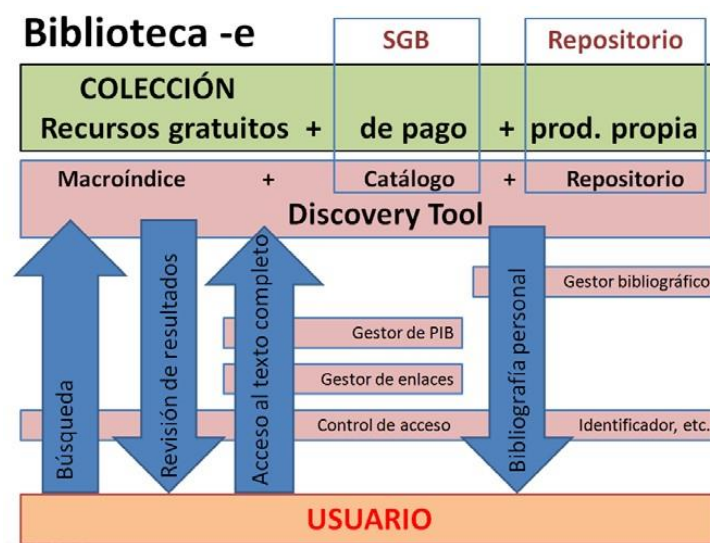 Biblioteca -e
SGB
Repositorio
COLECCIÓN
Recursos gratuitos + de pago + prod. propia
Macroíndice + Catálogo + Repositorio
Discovery Tool
Búsqueda
Revisión de resultados
Acceso al texto completo
Bibliografía personal
Gestor bibliográfico
Gestor de PIB
Gestor de enlaces
Control de acceso
Identificador, etc.
USUARIO